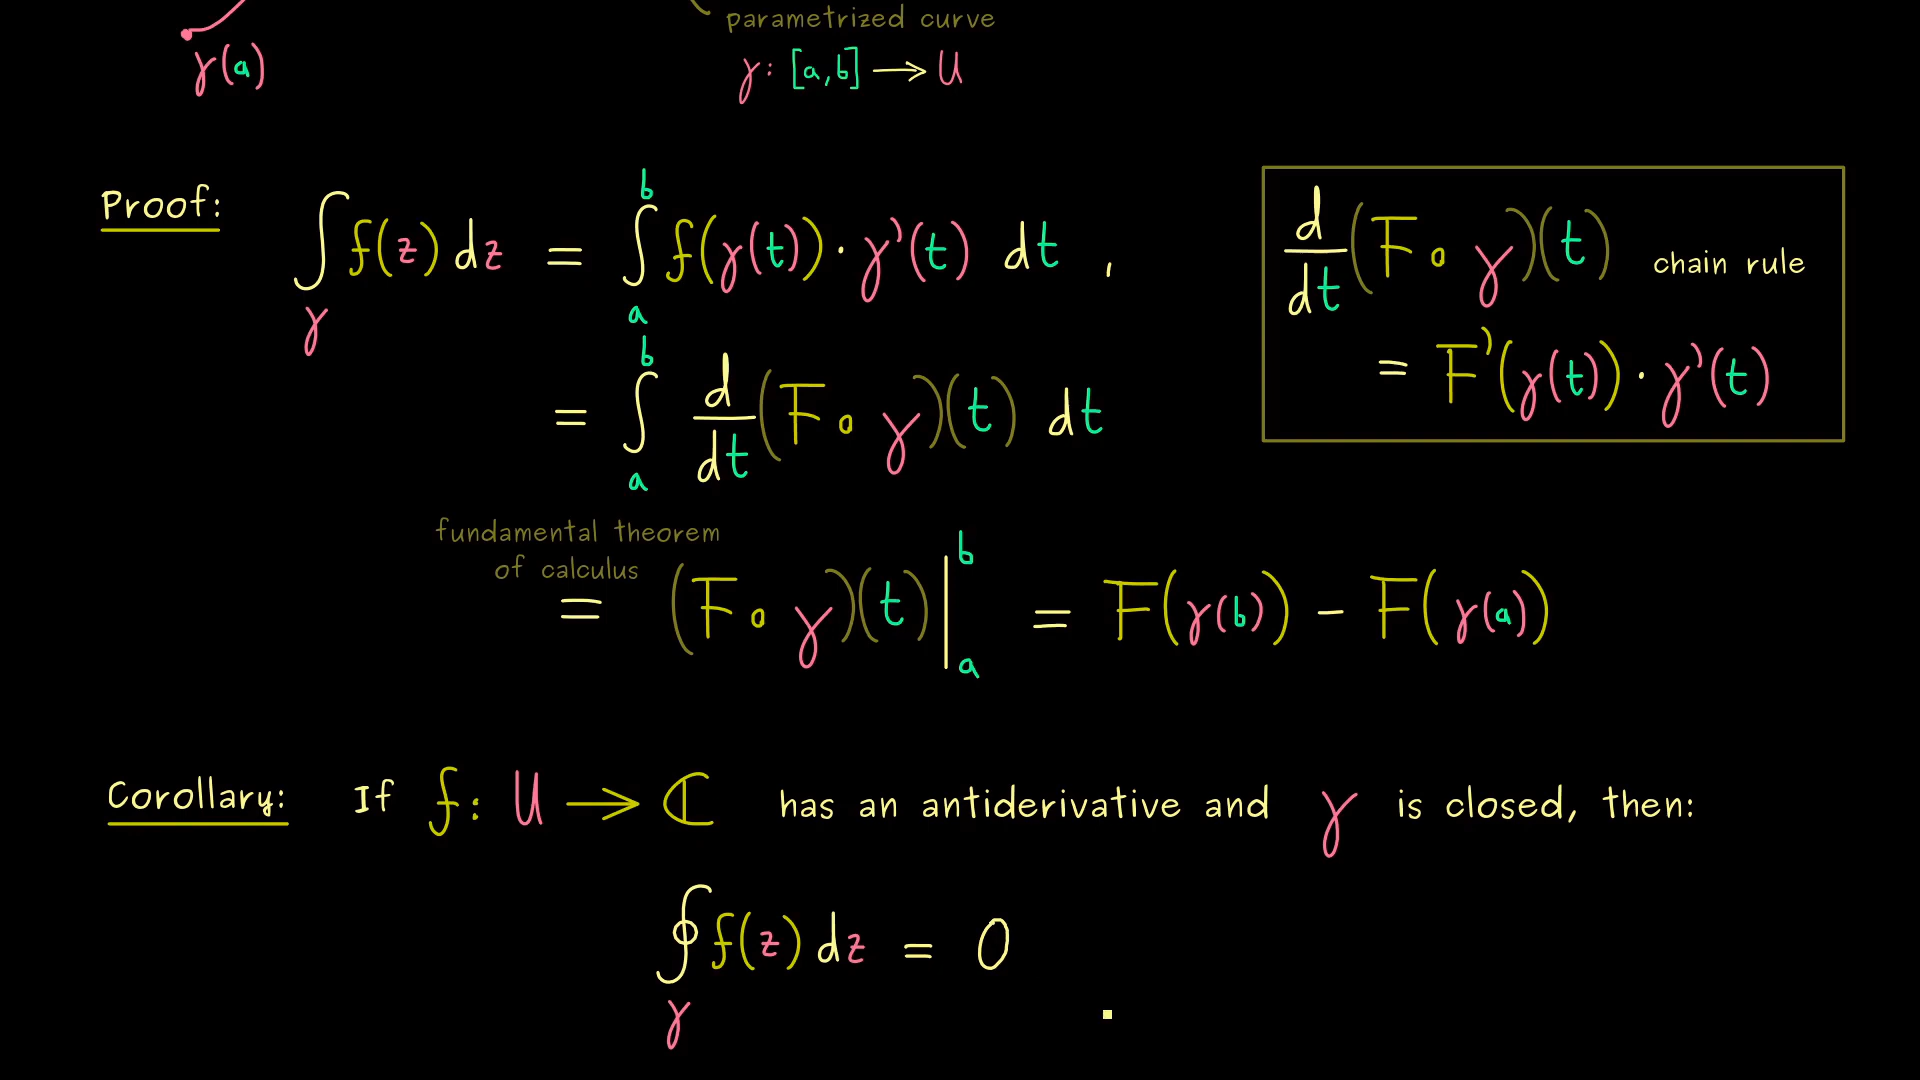 parametrized curve
γ(a)
γ: [a,b] ⟶ U
Proof: ∫_γ f(z) dz = ∫_a^b f(γ(t)) · γ'(t) dt ,
d/dt (F ∘ γ)(t) chain rule
= F'(γ(t)) · γ'(t)
= ∫_a^b d/dt (F ∘ γ)(t) dt
fundamental theorem
of calculus
= (F ∘ γ)(t) |_a^b = F(γ(b)) − F(γ(a))
Corollary: If f: U ⟶ ℂ has an antiderivative and γ is closed, then:
∮_γ f(z) dz = 0